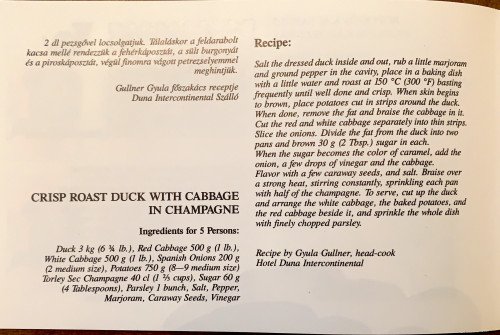 2 dl pezsgővel locsolgatjuk. Tálaláskor a feldarabolt
kacsa mellé rendezzük a fehérkáposztát, a sült burgonyát
és a piroskáposztát, végül finomra vágott petrezselyemmel
meghintjük.
Gullner Gyula főszakács receptje
Duna Intercontinental Szálló
CRISP ROAST DUCK WITH CABBAGE
IN CHAMPAGNE
Ingredients for 5 Persons:
Duck 3 kg (6 ¾ lb.), Red Cabbage 500 g (1 lb.),
White Cabbage 500 g (1 lb.), Spanish Onions 200 g
(2 medium size), Potatoes 750 g (8—9 medium size)
Torley Sec Champagne 40 cl (1 ⅔ cups), Sugar 60 g
(4 Tablespoons), Parsley 1 bunch, Salt, Pepper,
Marjoram, Caraway Seeds, Vinegar
Recipe:
Salt the dressed duck inside and out, rub a little marjoram
and ground pepper in the cavity, place in a baking dish
with a little water and roast at 150 °C (300 °F) basting
frequently until well done and crisp. When skin begins
to brown, place potatoes cut in strips around the duck.
When done, remove the fat and braise the cabbage in it.
Cut the red and white cabbage separately into thin strips.
Slice the onions. Divide the fat from the duck into two
pans and brown 30 g (2 Tbsp.) sugar in each.
When the sugar becomes the color of caramel, add the
onion, a few drops of vinegar and the cabbage.
Flavor with a few caraway seeds, and salt. Braise over
a strong heat, stirring constantly, sprinkling each pan
with half of the champagne. To serve, cut up the duck
and arrange the white cabbage, the baked potatoes, and
the red cabbage beside it, and sprinkle the whole dish
with finely chopped parsley.
Recipe by Gyula Gullner, head-cook
Hotel Duna Intercontinental